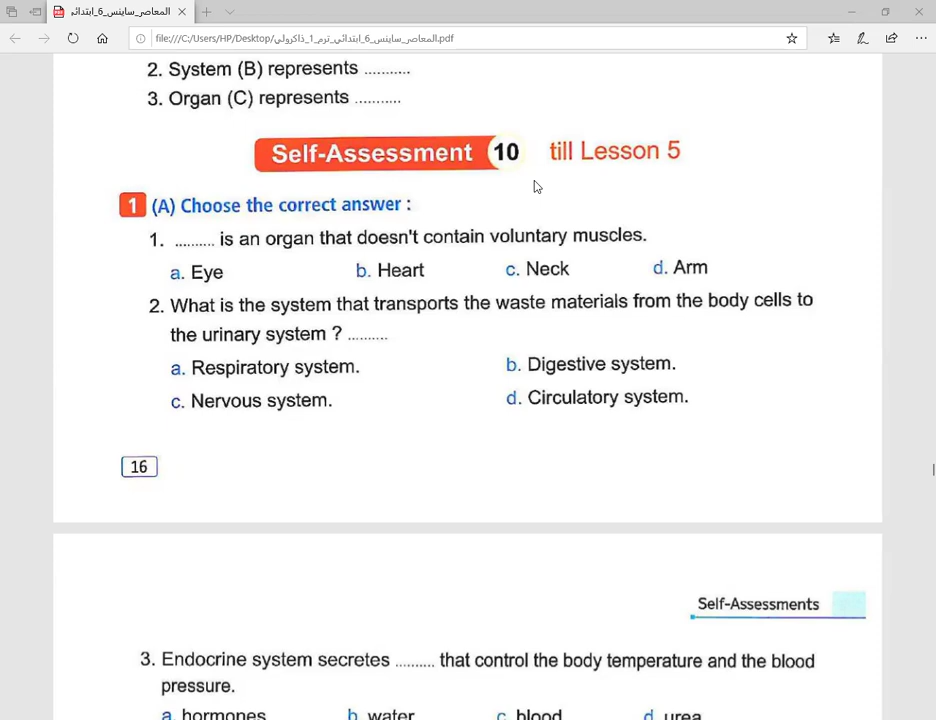 المعاصر_ساينس_6_ابتدائي
file:///C:/Users/HP/Desktop/المعاصر_ساينس_6_ابتدائي_ترم_1_ذاكرولي.pdf
2. System (B) represents ...........
3. Organ (C) represents ...........
Self-Assessment 10 till Lesson 5
1 (A) Choose the correct answer :
1. .......... is an organ that doesn't contain voluntary muscles.
a. Eye b. Heart c. Neck d. Arm
2. What is the system that transports the waste materials from the body cells to
the urinary system ? ..........
a. Respiratory system. b. Digestive system.
c. Nervous system. d. Circulatory system.
16
Self-Assessments
3. Endocrine system secretes .......... that control the body temperature and the blood
pressure.
a. hormones b. water c. blood d. urea